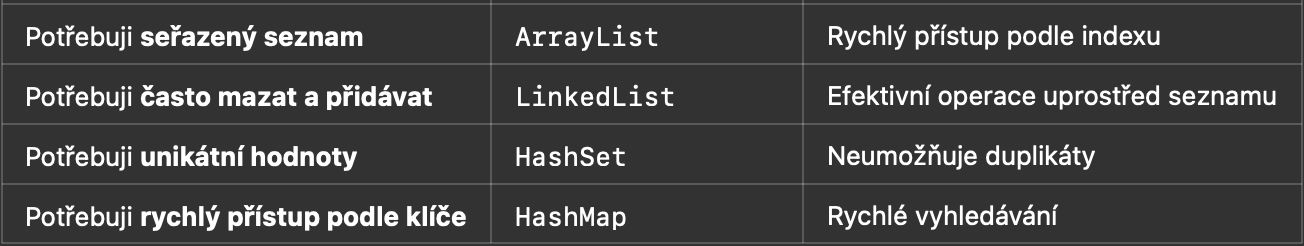 Potřebuji seřazený seznam ArrayList Rychlý přístup podle indexu
Potřebuji často mazat a přidávat LinkedList Efektivní operace uprostřed seznamu
Potřebuji unikátní hodnoty HashSet Neumožňuje duplikáty
Potřebuji rychlý přístup podle klíče HashMap Rychlé vyhledávání